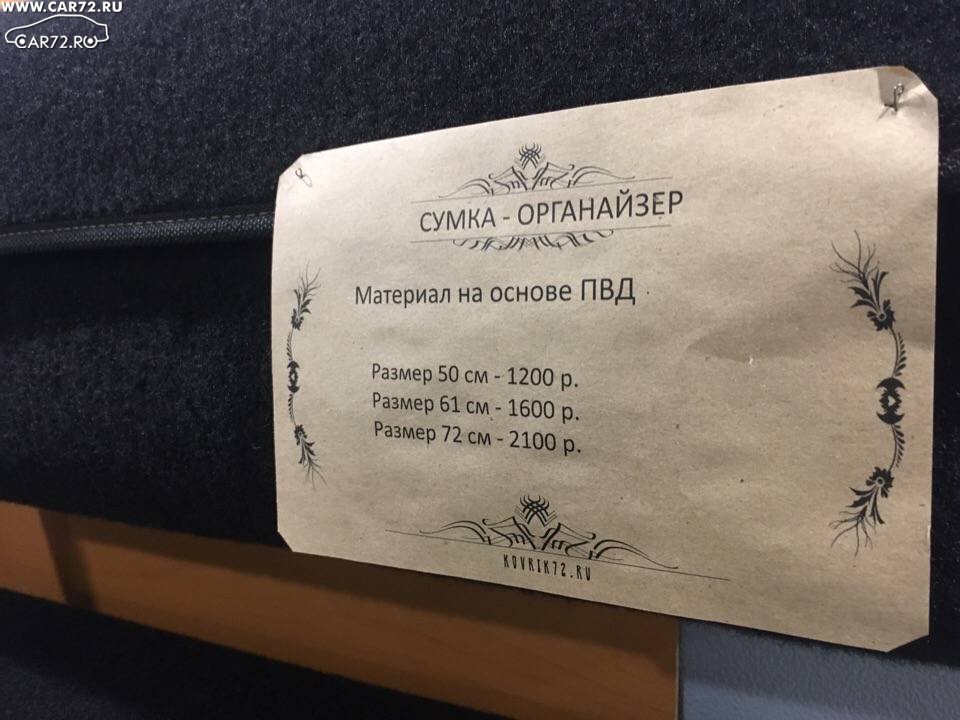 WWW.CAR72.RU
CAR72.RU
СУМКА - ОРГАНАЙЗЕР
Материал на основе ПВД
Размер 50 см - 1200 р.
Размер 61 см - 1600 р.
Размер 72 см - 2100 р.
KOVRIK72.RU